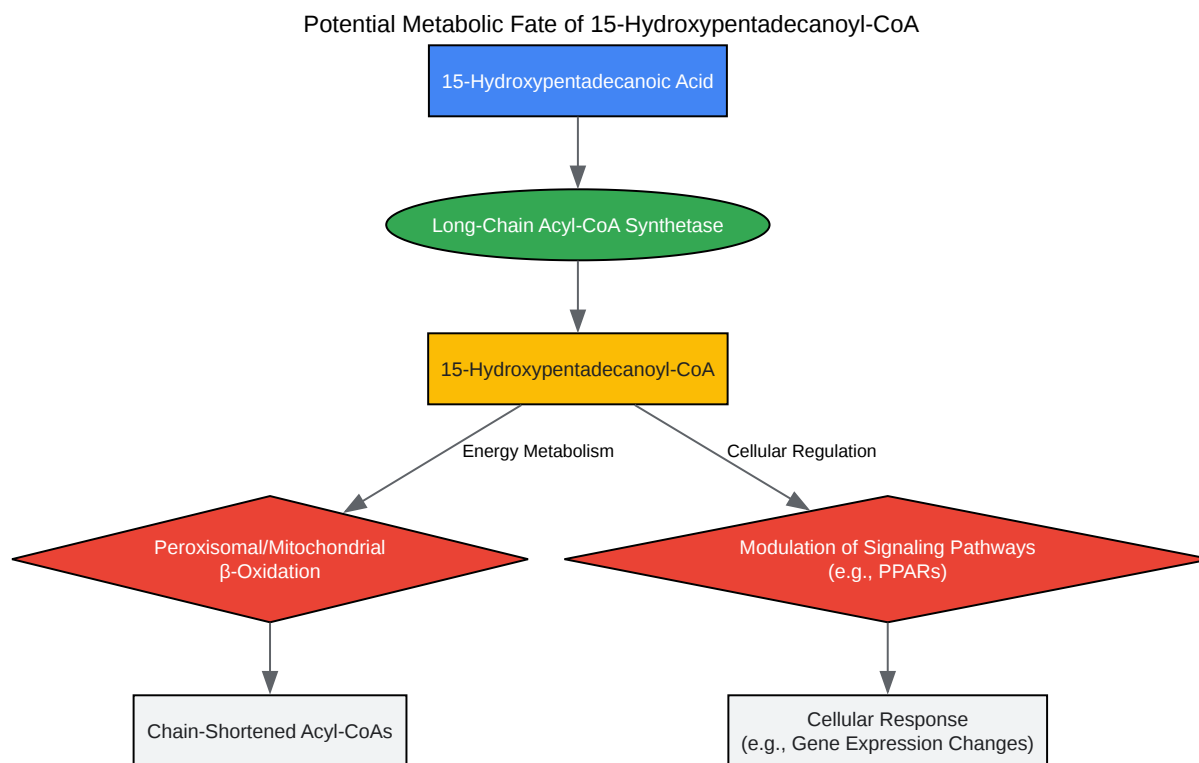 Potential Metabolic Fate of 15-Hydroxypentadecanoyl-CoA
15-Hydroxypentadecanoic Acid
Long-Chain Acyl-CoA Synthetase
15-Hydroxypentadecanoyl-CoA
Energy Metabolism
Cellular Regulation
Peroxisomal/Mitochondrial
β-Oxidation
Modulation of Signaling Pathways
(e.g., PPARs)
Chain-Shortened Acyl-CoAs
Cellular Response
(e.g., Gene Expression Changes)